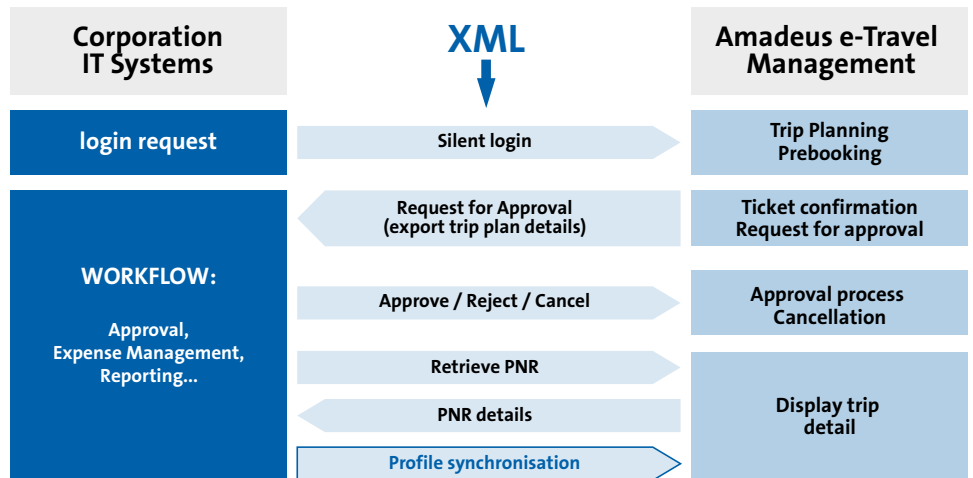 Corporation
IT Systems
XML
Amadeus e-Travel
Management
login request
Silent login
Trip Planning
Prebooking
Request for Approval
(export trip plan details)
Ticket confirmation
Request for approval
WORKFLOW:
Approval,
Expense Management,
Reporting...
Approve / Reject / Cancel
Approval process
Cancellation
Retrieve PNR
PNR details
Display trip
detail
Profile synchronisation